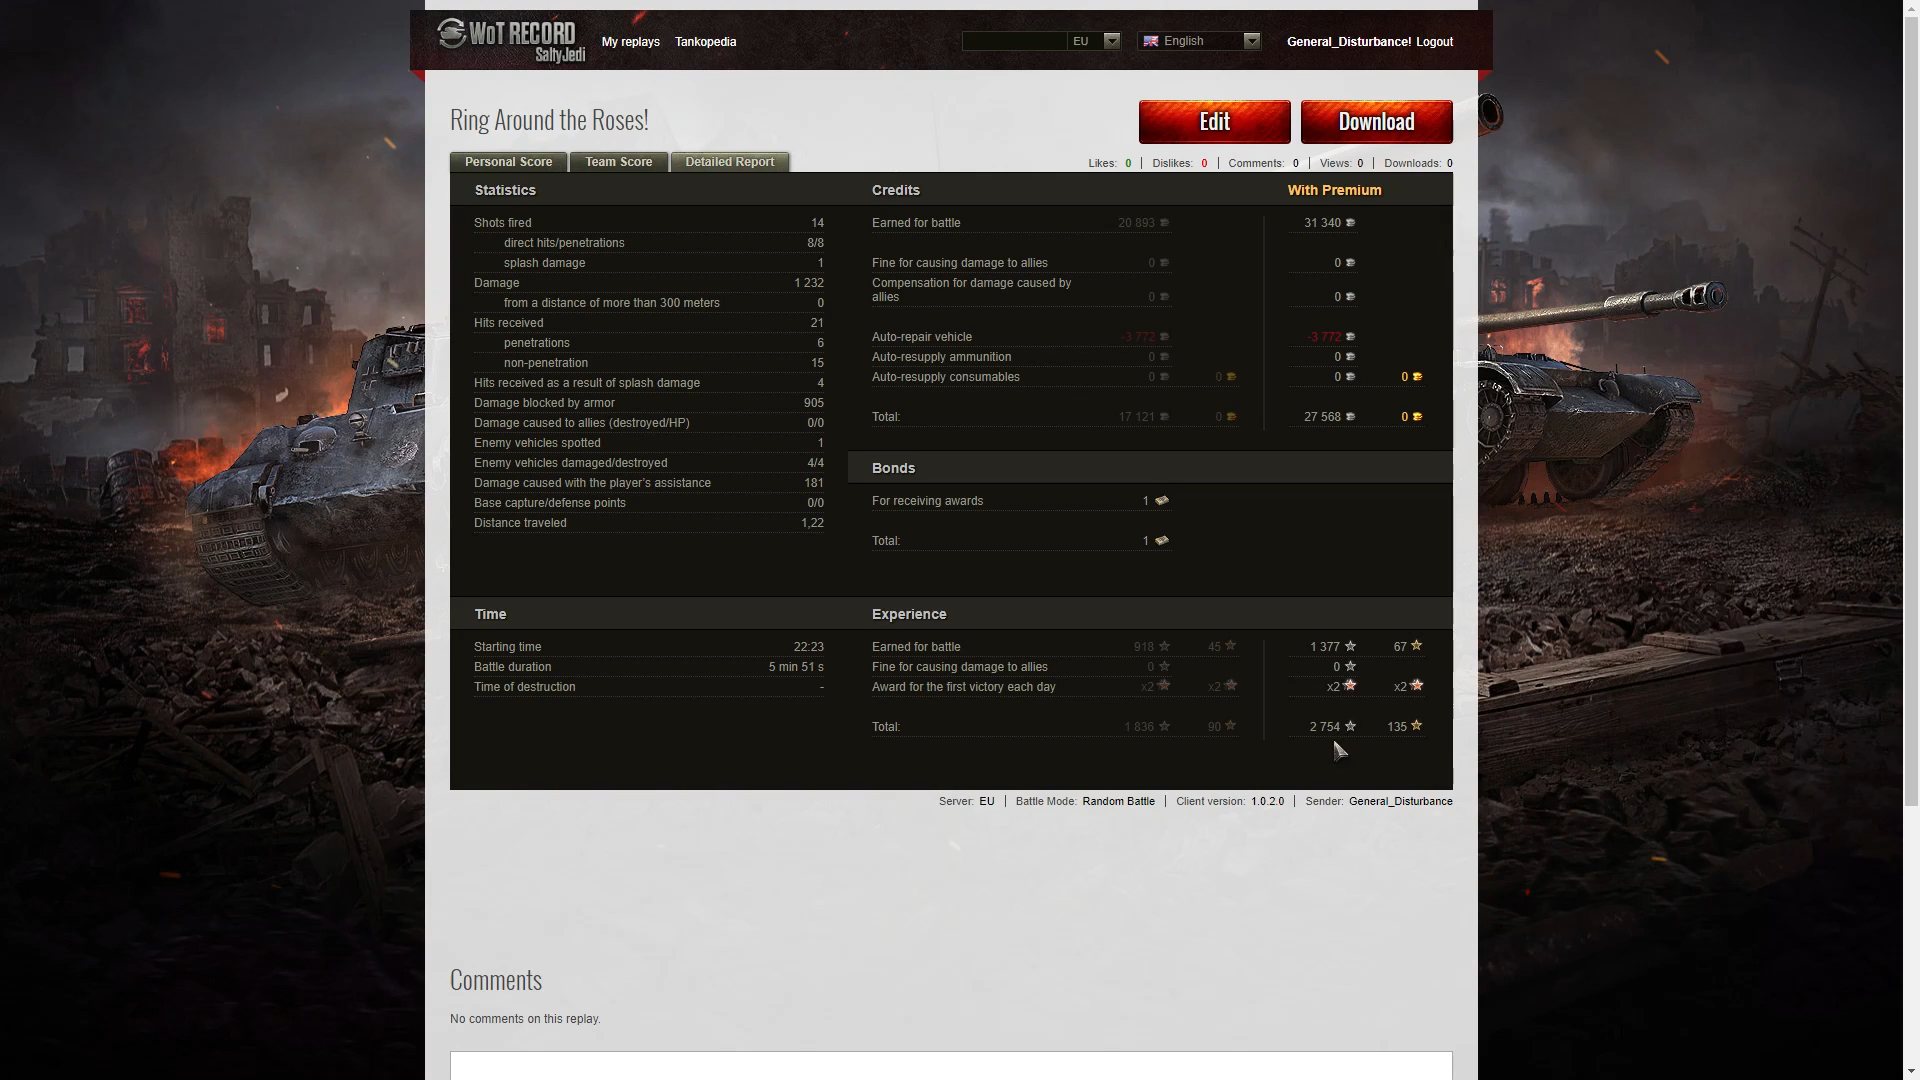 WoT RECORD
SaltyJedi
My replays
Tankopedia
EU
English
General_Disturbance! Logout
Ring Around the Roses!
Edit
Download
Personal Score
Team Score
Detailed Report
Likes: 0 | Dislikes: 0 | Comments: 0 | Views: 0 | Downloads: 0
Statistics
Shots fired 14
direct hits/penetrations 8/8
splash damage 1
Damage 1 232
from a distance of more than 300 meters 0
Hits received 21
penetrations 6
non-penetration 15
Hits received as a result of splash damage 4
Damage blocked by armor 905
Damage caused to allies (destroyed/HP) 0/0
Enemy vehicles spotted 1
Enemy vehicles damaged/destroyed 4/4
Damage caused with the player's assistance 181
Base capture/defense points 0/0
Distance traveled 1,22
Credits With Premium
Earned for battle 20 893 31 340
Fine for causing damage to allies 0 0
Compensation for damage caused by
allies 0 0
Auto-repair vehicle -3 772 -3 772
Auto-resupply ammunition 0 0
Auto-resupply consumables 0 0 0 0
Total: 17 121 0 27 568 0
Bonds
For receiving awards 1
Total: 1
Time
Starting time 22:23
Battle duration 5 min 51 s
Time of destruction -
Experience
Earned for battle 918 45 1 377 67
Fine for causing damage to allies 0 0
Award for the first victory each day x2 x2 x2 x2
Total: 1 836 90 2 754 135
Server: EU | Battle Mode: Random Battle | Client version: 1.0.2.0 | Sender: General_Disturbance
Comments
No comments on this replay.